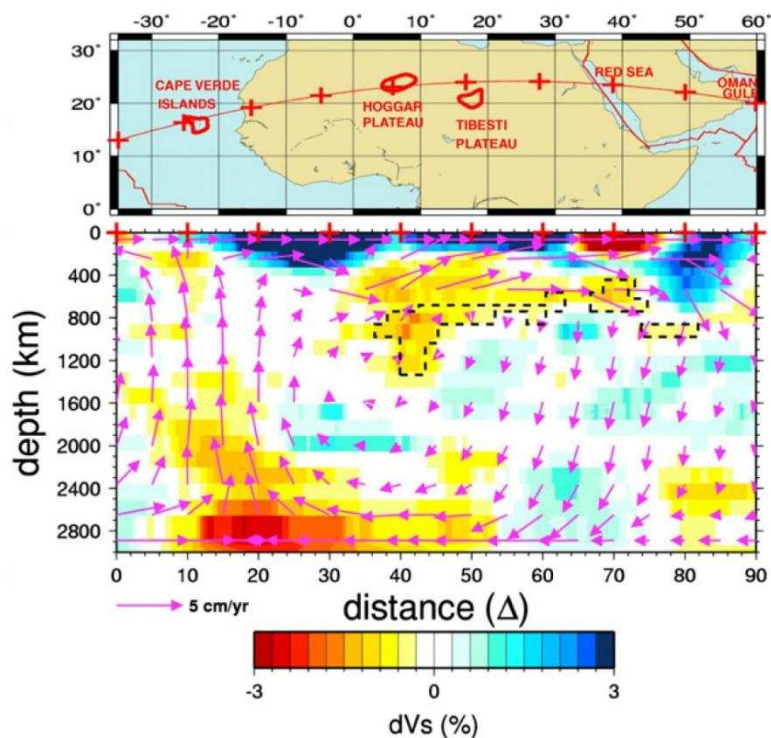 -30° -20° -10° 0° 10° 20° 30° 40° 50° 60°
30°
20°
10°
0°
CAPE VERDE
ISLANDS
HOGGAR
PLATEAU
TIBESTI
PLATEAU
RED SEA
OMAN
GULF
0
400
800
1200
1600
2000
2400
2800
depth (km)
0 10 20 30 40 50 60 70 80 90
5 cm/yr
distance (Δ)
-3 0 3
dVs (%)